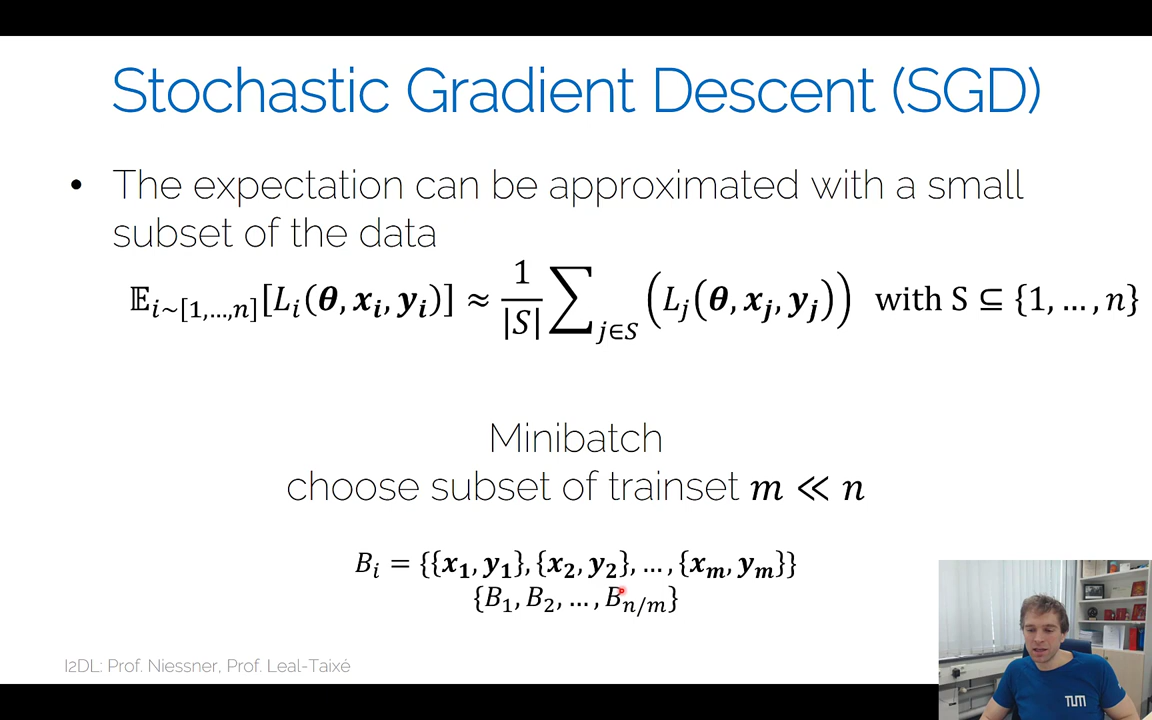 Stochastic Gradient Descent (SGD)
• The expectation can be approximated with a small
subset of the data
𝔼ᵢ~[1,…,n][Lᵢ(θ, xᵢ, yᵢ)] ≈ 1/|S| ∑ⱼ∈S (Lⱼ(θ, xⱼ, yⱼ)) with S ⊆ {1, … , n}
Minibatch
choose subset of trainset m ≪ n
Bᵢ = {{x₁, y₁}, {x₂, y₂}, … , {xₘ, yₘ}}
{B₁, B₂, … , Bn/m}
I2DL: Prof. Niessner, Prof. Leal-Taixé
TUM